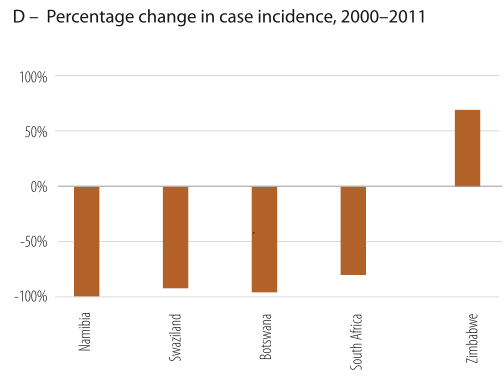 D – Percentage change in case incidence, 2000–2011
100%
50%
0%
-50%
-100%
Namibia
Swaziland
Botswana
South Africa
Zimbabwe